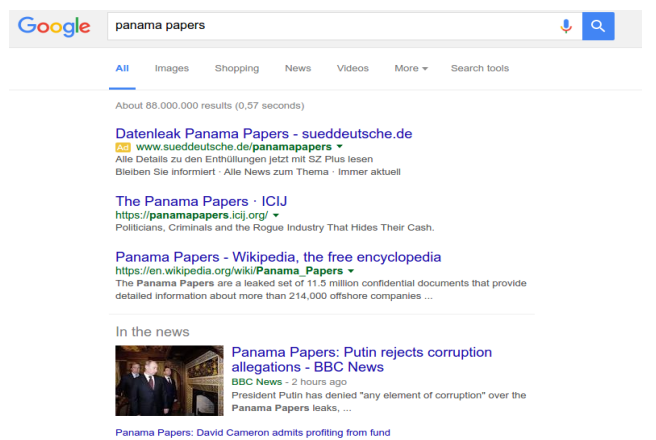 Google panama papers
All Images Shopping News Videos More Search tools
About 88.000.000 results (0,57 seconds)
Datenleak Panama Papers - sueddeutsche.de
Ad www.sueddeutsche.de/panamapapers
Alle Details zu den Enthüllungen jetzt mit SZ Plus lesen
Bleiben Sie informiert · Alle News zum Thema · Immer aktuell
The Panama Papers · ICIJ
https://panamapapers.icij.org/
Politicians, Criminals and the Rogue Industry That Hides Their Cash.
Panama Papers - Wikipedia, the free encyclopedia
https://en.wikipedia.org/wiki/Panama_Papers
The Panama Papers are a leaked set of 11.5 million confidential documents that provide
detailed information about more than 214,000 offshore companies ...
In the news
Panama Papers: Putin rejects corruption
allegations - BBC News
BBC News - 2 hours ago
President Putin has denied "any element of corruption" over the
Panama Papers leaks, ...
Panama Papers: David Cameron admits profiting from fund